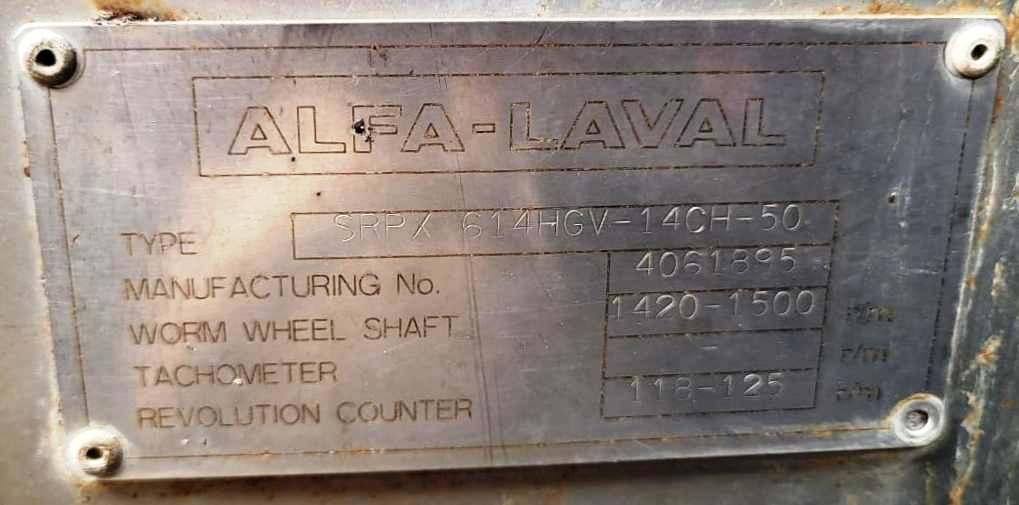 ALFA-LAVAL
TYPE SRPX 614HGV-14CH-50
MANUFACTURING No. 4061895
WORM WHEEL SHAFT 1420-1500
TACHOMETER - r/m
REVOLUTION COUNTER 118-125